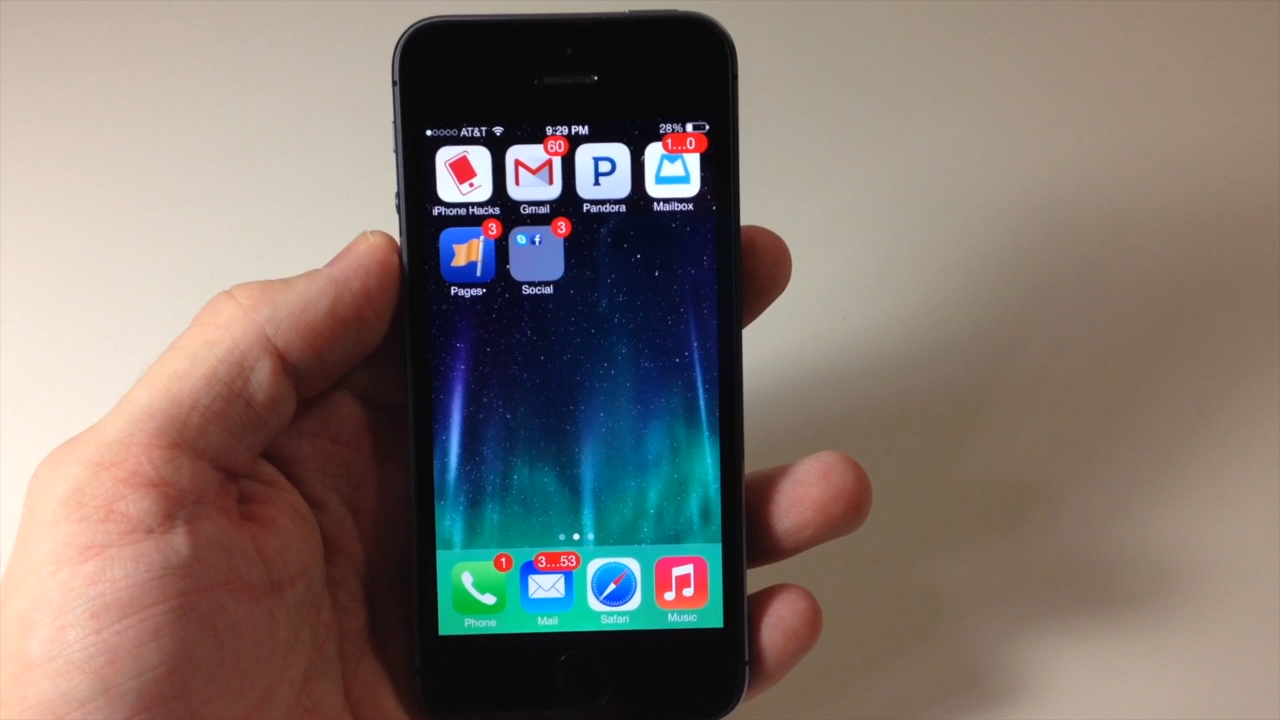 AT&T 9:29 PM 28%
60 1...0
P
iPhone Hacks Gmail Pandora Mailbox
3 3
f
Pages• Social
1 3...53
Phone Mail Safari Music